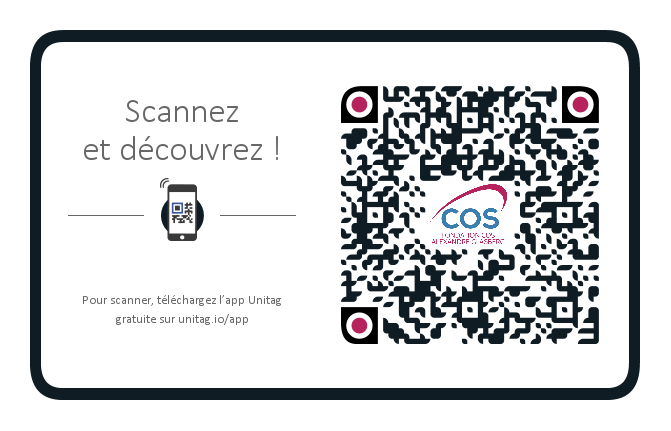 Scannez
et découvrez !
Pour scanner, téléchargez l'app Unitag
gratuite sur unitag.io/app
COS
FONDATION COS
ALEXANDRE GLASBERG